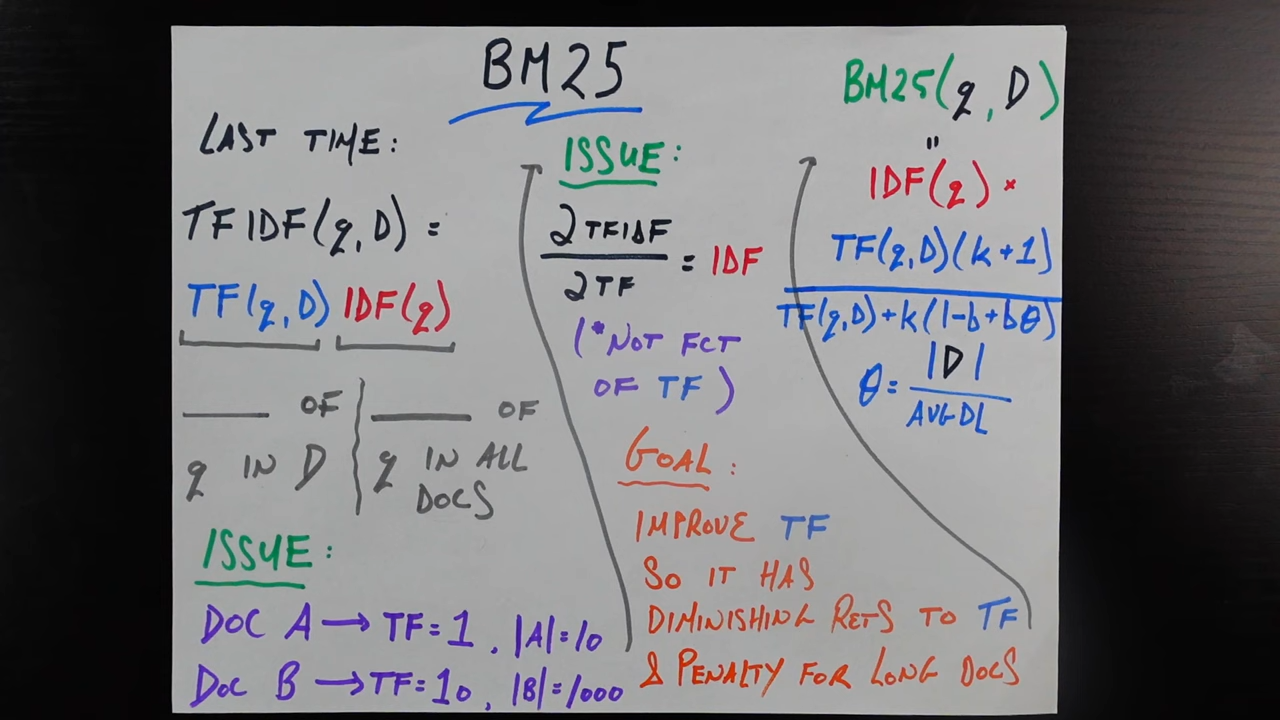 BM25
LAST TIME:
TFIDF(q,D) =
TF(q,D) IDF(q)
____ OF
q IN D
____ OF
q IN ALL
DOCS
ISSUE:
DOC A → TF=1, |A|=10
DOC B → TF=10, |B|=1000
ISSUE:
∂TFIDF
∂TF
= IDF
(*NOT FCT
OF TF)
GOAL:
IMPROVE TF
SO IT HAS
DIMINISHING RETS TO TF
& PENALTY FOR LONG DOCS
BM25(q, D)
"
IDF(q) ×
TF(q,D)(k+1)
TF(q,D)+k(1-b+bθ)
θ = |D|
AVGDL